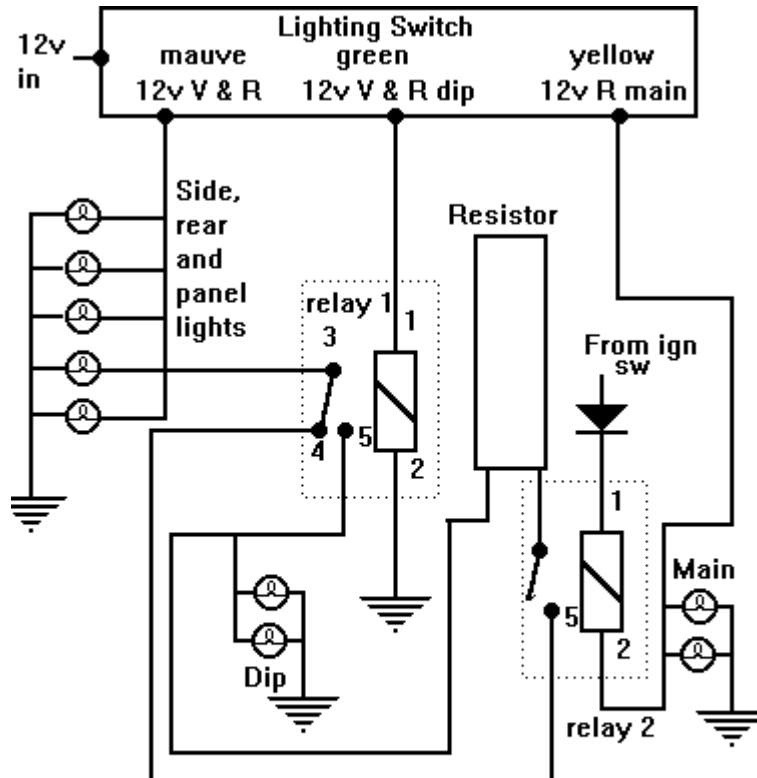 Lighting Switch
12v
in
mauve
12v V & R
green
12v V & R dip
yellow
12v R main
Side,
rear
and
panel
lights
Resistor
relay 1
1
3
4
5
2
From ign
sw
1
5
2
Main
Dip
relay 2